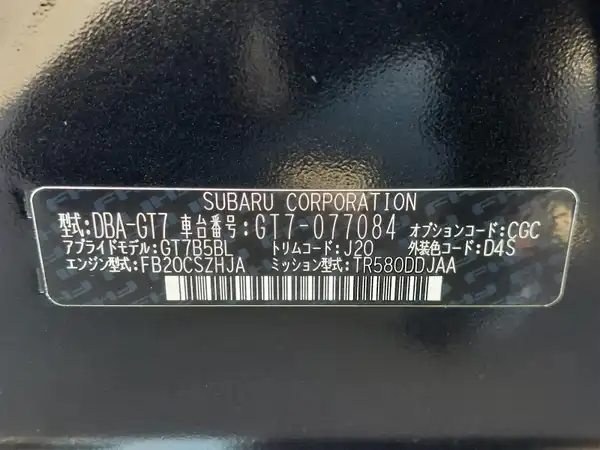 SUBARU CORPORATION
型式:DBA-GT7 車台番号:GT7-077084 オプションコード:CGC
アプライドモデル:GT7B5BL トリムコード:J20 外装色コード:D4S
エンジン型式:FB20CSZHJA ミッション型式:TR580DDJAA